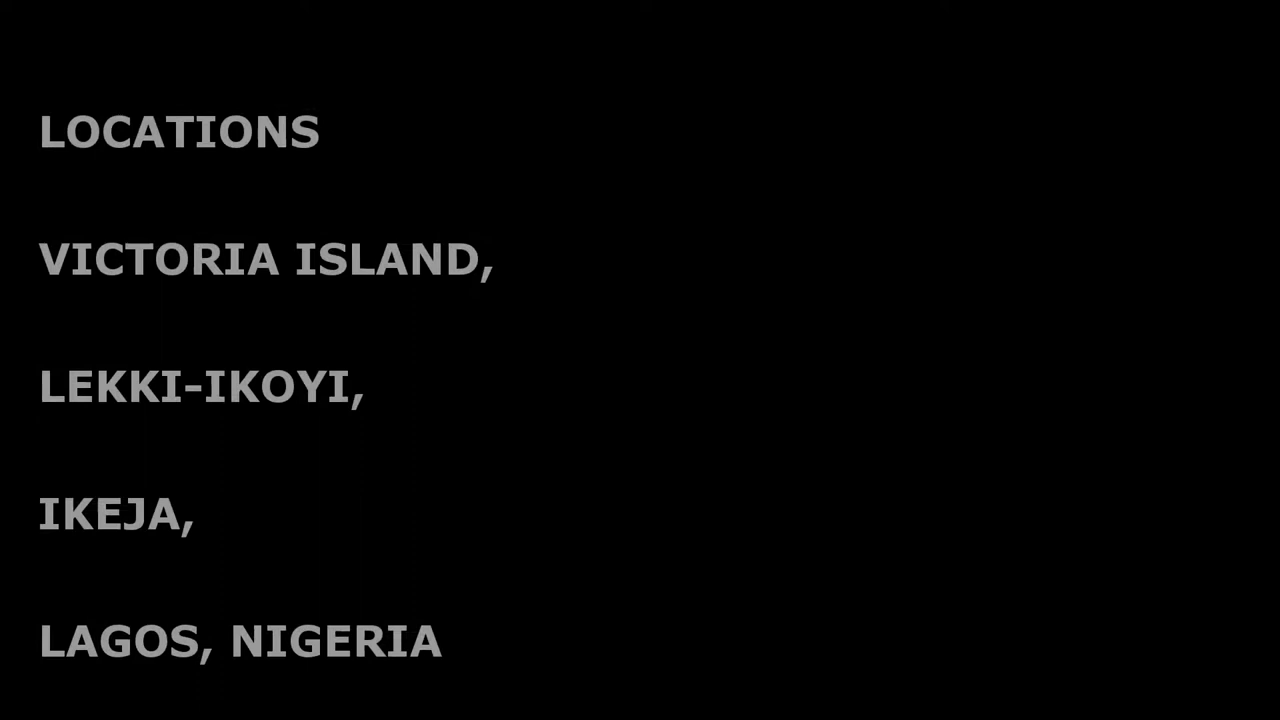 LOCATIONS
VICTORIA ISLAND,
LEKKI-IKOYI,
IKEJA,
LAGOS, NIGERIA